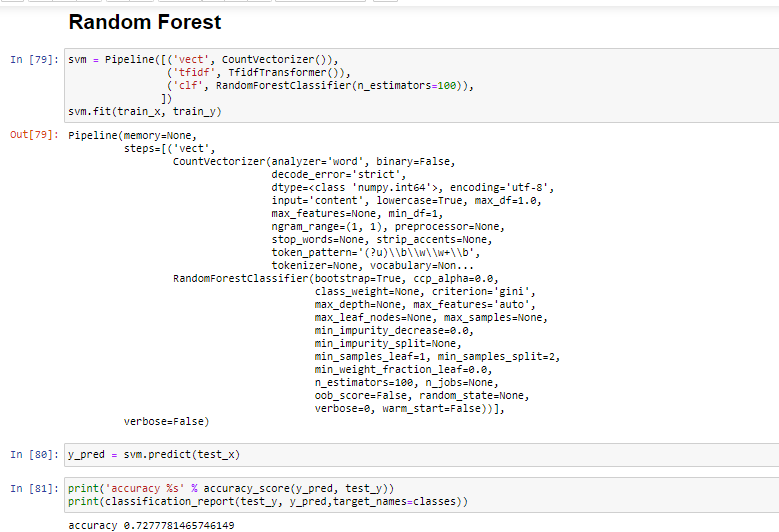 Random Forest
In [79]: svm = Pipeline([('vect', CountVectorizer()),
('tfidf', TfidfTransformer()),
('clf', RandomForestClassifier(n_estimators=100)),
])
svm.fit(train_x, train_y)
Out[79]: Pipeline(memory=None,
steps=[('vect',
CountVectorizer(analyzer='word', binary=False,
decode_error='strict',
dtype=<class 'numpy.int64'>, encoding='utf-8',
input='content', lowercase=True, max_df=1.0,
max_features=None, min_df=1,
ngram_range=(1, 1), preprocessor=None,
stop_words=None, strip_accents=None,
token_pattern='(?u)\\b\\w\\w+\\b',
tokenizer=None, vocabulary=Non...
RandomForestClassifier(bootstrap=True, ccp_alpha=0.0,
class_weight=None, criterion='gini',
max_depth=None, max_features='auto',
max_leaf_nodes=None, max_samples=None,
min_impurity_decrease=0.0,
min_impurity_split=None,
min_samples_leaf=1, min_samples_split=2,
min_weight_fraction_leaf=0.0,
n_estimators=100, n_jobs=None,
oob_score=False, random_state=None,
verbose=0, warm_start=False))],
verbose=False)
In [80]: y_pred = svm.predict(test_x)
In [81]: print('accuracy %s' % accuracy_score(y_pred, test_y))
print(classification_report(test_y, y_pred,target_names=classes))
accuracy 0.7277781465746149